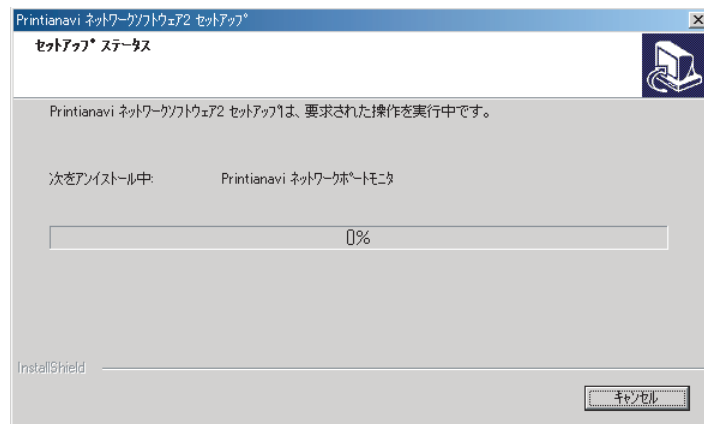 Printianavi ネットワークソフトウェア2 セットアップ
セットアップ ステータス
Printianavi ネットワークソフトウェア2 セットアップは、要求された操作を実行中です。
次をアンイストール中: Printianavi ネットワークポートモニタ
0%
InstallShield
キャンセル